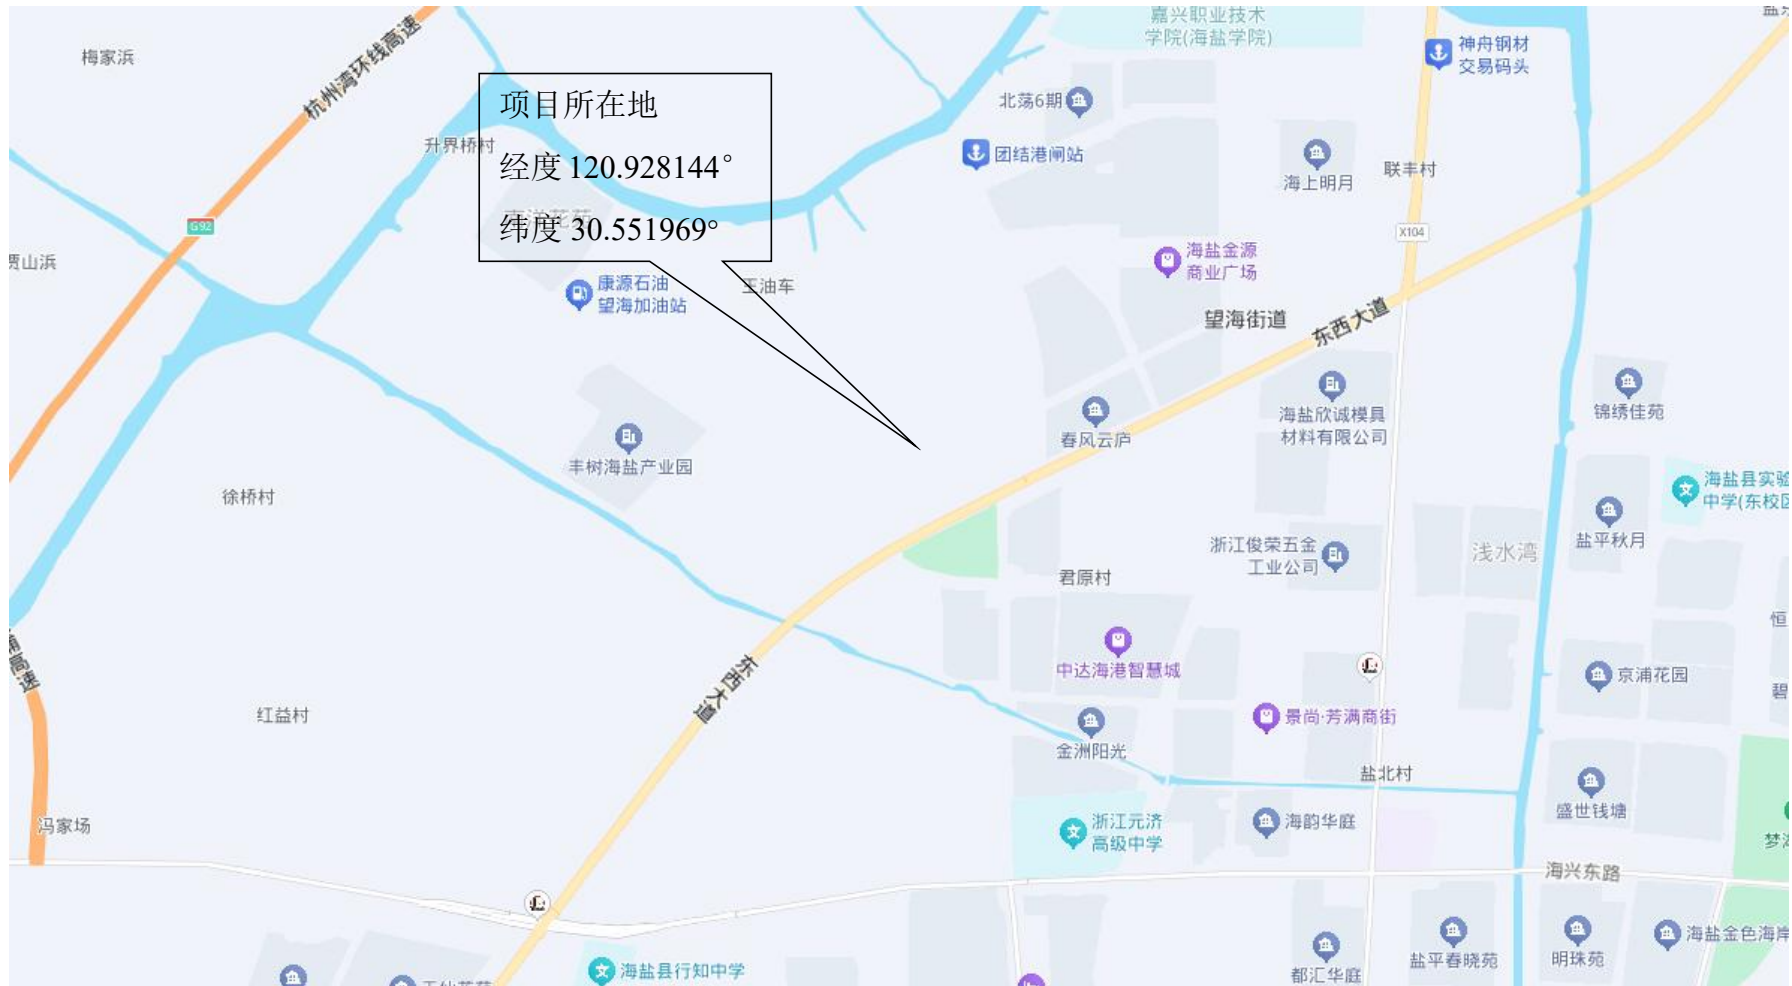 嘉兴职业技术
学院(海盐学院)
神舟钢材
交易码头
梅家浜
杭州湾环线高速
项目所在地
经度 120.928144°
纬度 30.551969°
北荡6期
升界桥村
团结港闸站
海上明月
联丰村
G92
X104
贾山浜
海盐金源
商业广场
康源石油
望海加油站
王油车
望海街道
东西大道
锦绣佳苑
海盐欣诚模具
材料有限公司
春风云庐
丰树海盐产业园
徐桥村
海盐县实验
中学(东校区
盐平秋月
浅水湾
浙江俊荣五金
工业公司
君原村
恒
高速
中达海港智慧城
东西大道
京浦花园
碧
红益村
景尚·芳满商街
金洲阳光
盐北村
盛世钱塘
冯家场
浙江元济
高级中学
海韵华庭
海兴东路
海盐金色海岸
盐平春晓苑
明珠苑
海盐县行知中学
都汇华庭